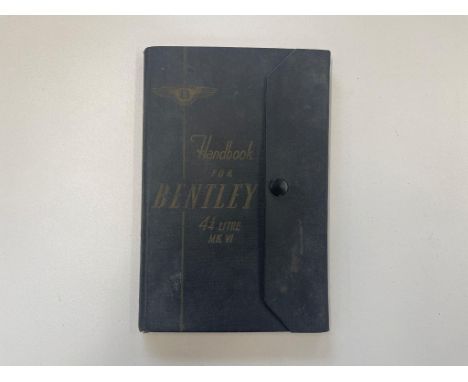 B
Handbook
FOR
BENTLEY
4¼ LITRE
MK VI